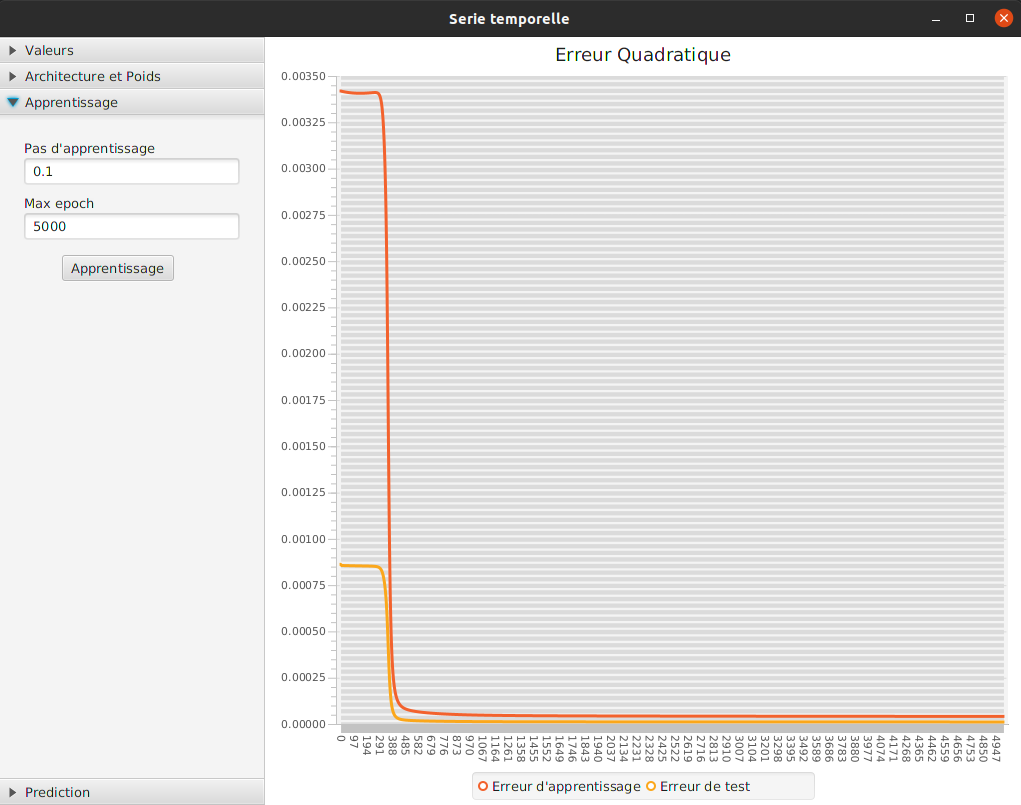 Serie temporelle
Valeurs
Architecture et Poids
Apprentissage
Pas d'apprentissage
0.1
Max epoch
5000
Apprentissage
Prediction
Erreur Quadratique
0.00350
0.00325
0.00300
0.00275
0.00250
0.00225
0.00200
0.00175
0.00150
0.00125
0.00100
0.00075
0.00050
0.00025
0.00000
0 97 194 291 388 485 582 679 776 873 970 1067 1164 1261 1358 1455 1552 1649 1746 1843 1940 2037 2134 2231 2328 2425 2522 2619 2716 2813 2910 3007 3104 3201 3298 3395 3492 3589 3686 3783 3880 3977 4074 4171 4268 4365 4462 4559 4656 4753 4850 4947
Erreur d'apprentissage Erreur de test